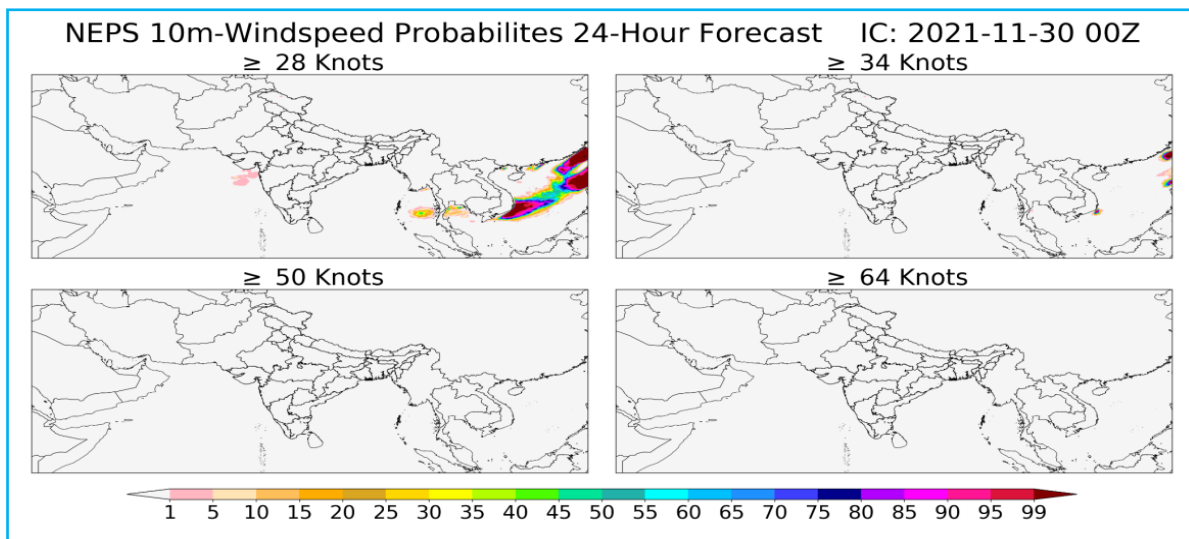 NEPS 10m-Windspeed Probabilites 24-Hour Forecast IC: 2021-11-30 00Z
≥ 28 Knots
≥ 34 Knots
≥ 50 Knots
≥ 64 Knots
1 5 10 15 20 25 30 35 40 45 50 55 60 65 70 75 80 85 90 95 99